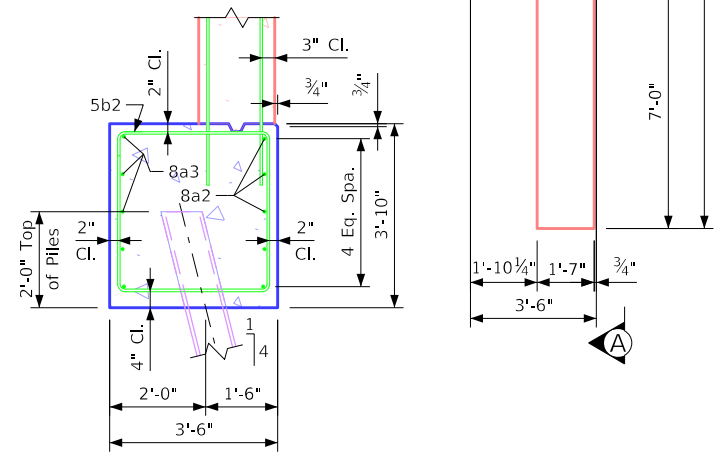 3" Cl.
2" Cl.
¾"
¾"
5b2
8a3
8a2
4 Eq. Spa.
3'-10"
2'-0" Top
of Piles
2"
Cl.
2"
Cl.
4" Cl.
1
4
2'-0"
1'-6"
3'-6"
7'-0"
1'-10¼"
1'-7"
¾"
3'-6"
A